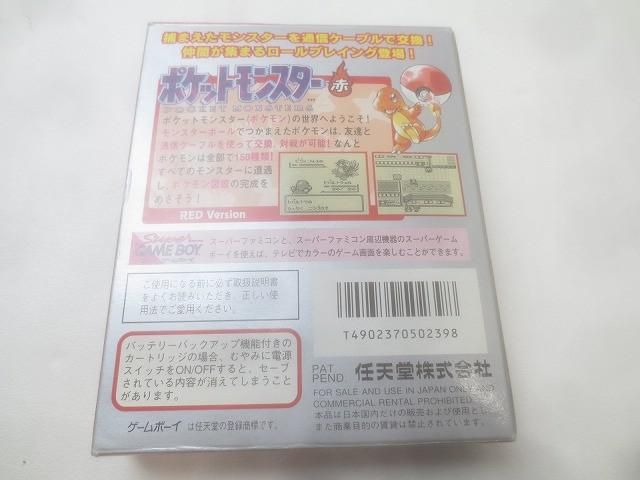 捕まえたモンスターを通信ケーブルで交換!
仲間が集まるロールプレイング登場!
ポケットモンスター 赤
POCKET MONSTERS
ポケットモンスター(ポケモン)の世界へようこそ!
モンスターボールでつかまえたポケモンは、友達と
通信ケーブルを使って交換、対戦が可能!なんと
ポケモンは全部で150種類!
すべてのモンスターに遭遇
し、ポケモン図鑑の完成を
めざそう!
RED Version
Super
GAME BOY
スーパーファミコンと、スーパーファミコン周辺機器のスーパーゲーム
ボーイを使えば、テレビでカラーのゲーム画面を楽しむことができます。
ご使用になる前に必ず取扱説明書
をよくお読みいただき、正しい使
用法でご愛用ください。
T4902370502398
バッテリーバックアップ機能付きの
カートリッジの場合、むやみに電源
スイッチをON/OFFすると、セーブ
されている内容が消えてしまうこと
があります。
PAT.
PEND. 任天堂株式会社
FOR SALE AND USE IN JAPAN ONLY AND
COMMERCIAL RENTAL PROHIBITED.
本品は日本国内だけの販売および使用とし、
また商業目的の賃貸は禁止されています。
ゲームボーイ は任天堂の登録商標です。